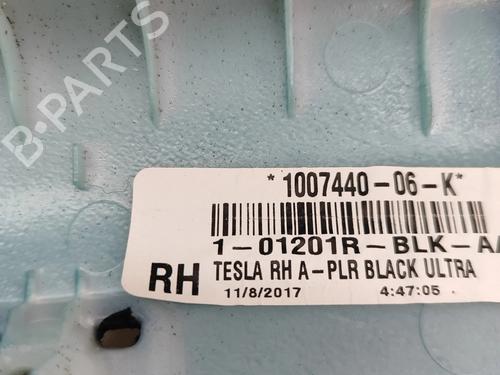 B-PARTS
*1007440-06-K*
1-01201R-BLK-AA
RH TESLA RH A-PLR BLACK ULTRA
11/8/2017 4:47:05